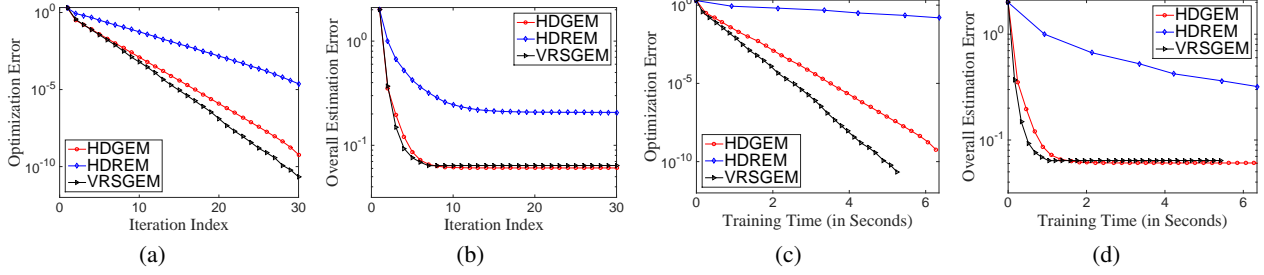 Optimization Error
10^0
10^-5
10^-10
HDGEM
HDREM
VRSGEM
0 10 20 30
Iteration Index
(a)
Overall Estimation Error
10^0
10^-1
HDGEM
HDREM
VRSGEM
0 10 20 30
Iteration Index
(b)
Optimization Error
10^0
10^-5
10^-10
HDGEM
HDREM
VRSGEM
0 2 4 6
Training Time (in Seconds)
(c)
Overall Estimation Error
10^0
10^-1
HDGEM
HDREM
VRSGEM
0 2 4 6
Training Time (in Seconds)
(d)